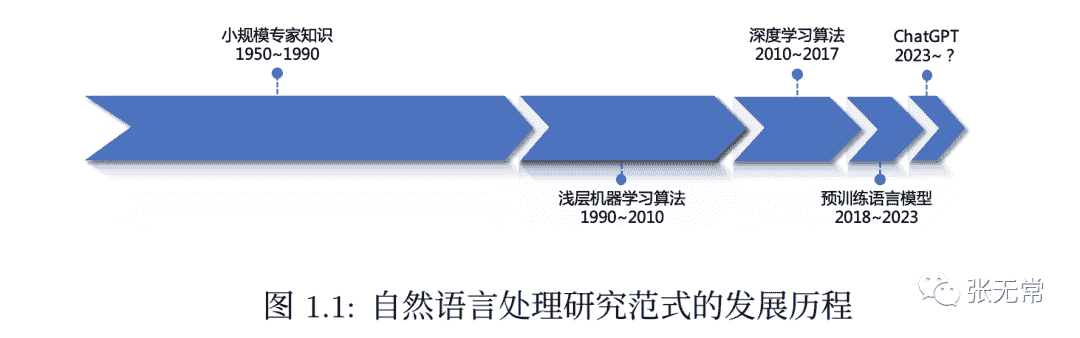 小规模专家知识
1950~1990
深度学习算法
2010~2017
ChatGPT
2023~ ?
浅层机器学习算法
1990~2010
预训练语言模型
2018~2023
张无常
图 1.1: 自然语言处理研究范式的发展历程